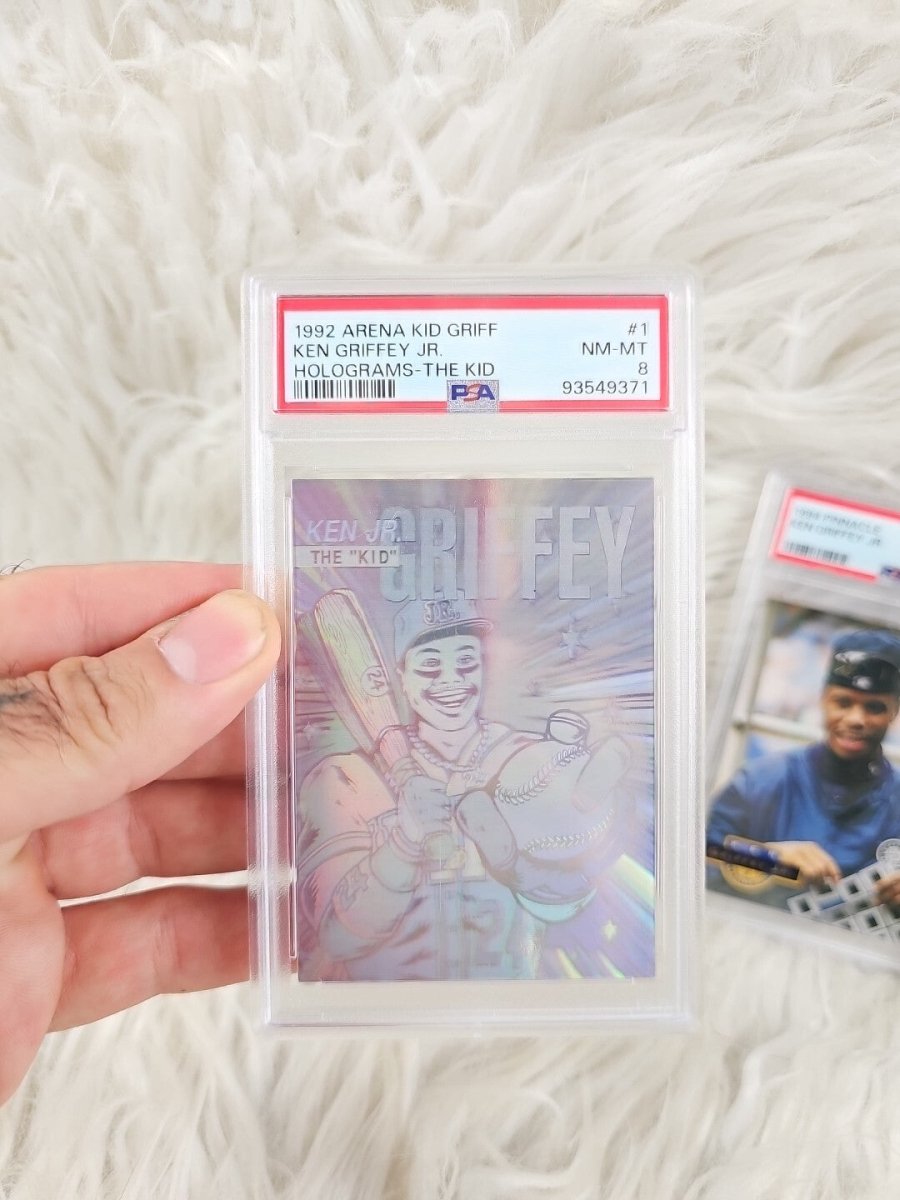 1992 ARENA KID GRIFF #1
KEN GRIFFEY JR. NM-MT
HOLOGRAMS-THE KID 8
PSA 93549371
KEN JR. GRIFFEY
THE "KID"
JR.
24
PINNACLE
KEN GRIFFEY JR